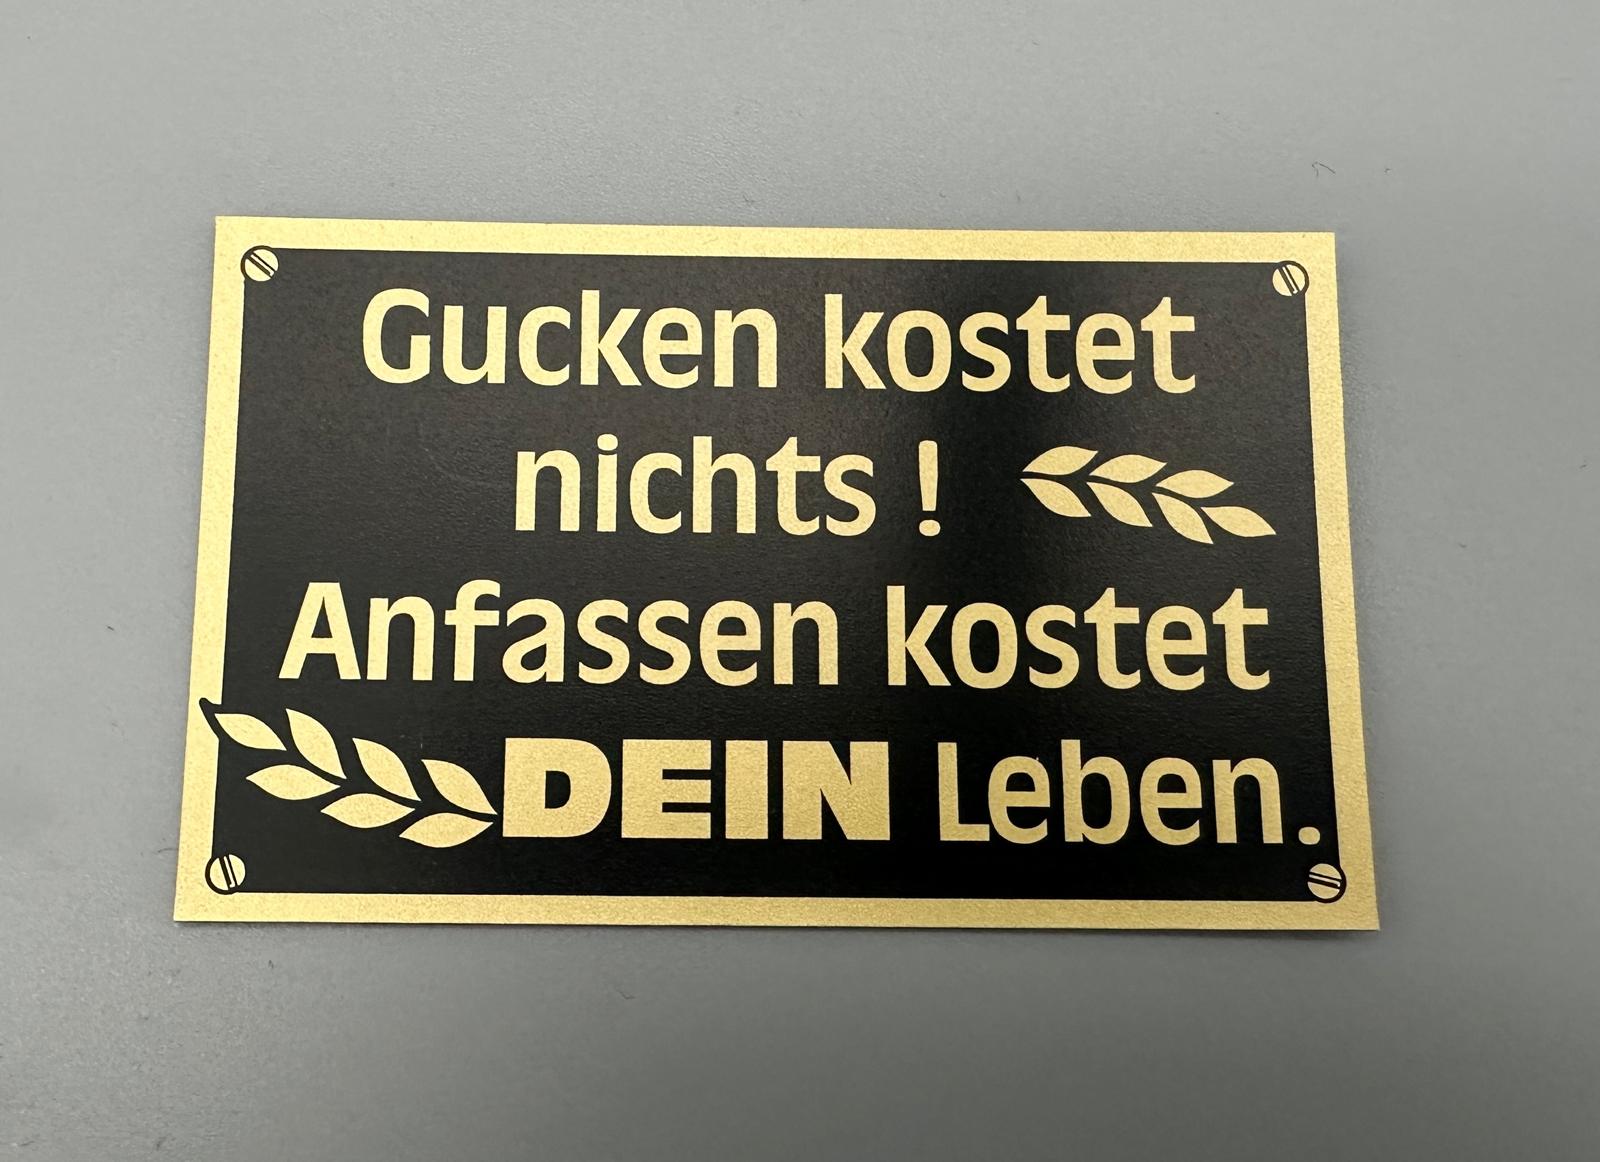 Gucken kostet
nichts !
Anfassen kostet
DEIN Leben.